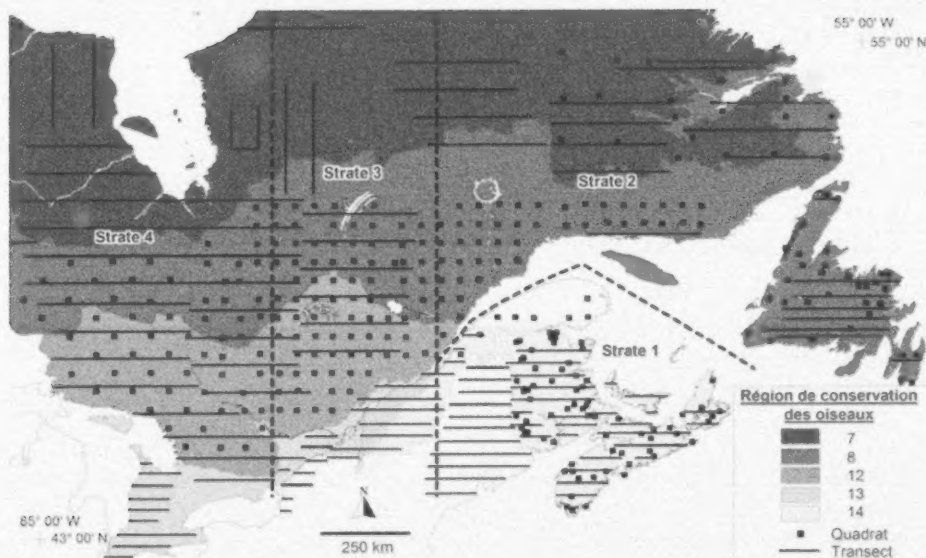 55° 00' W
55° 00' N
Strate 3
Strate 2
Strate 4
Strate 1
Région de conservation
des oiseaux
7
8
12
13
14
Quadrat
Transect
N
250 km
85° 00' W
43° 00' N